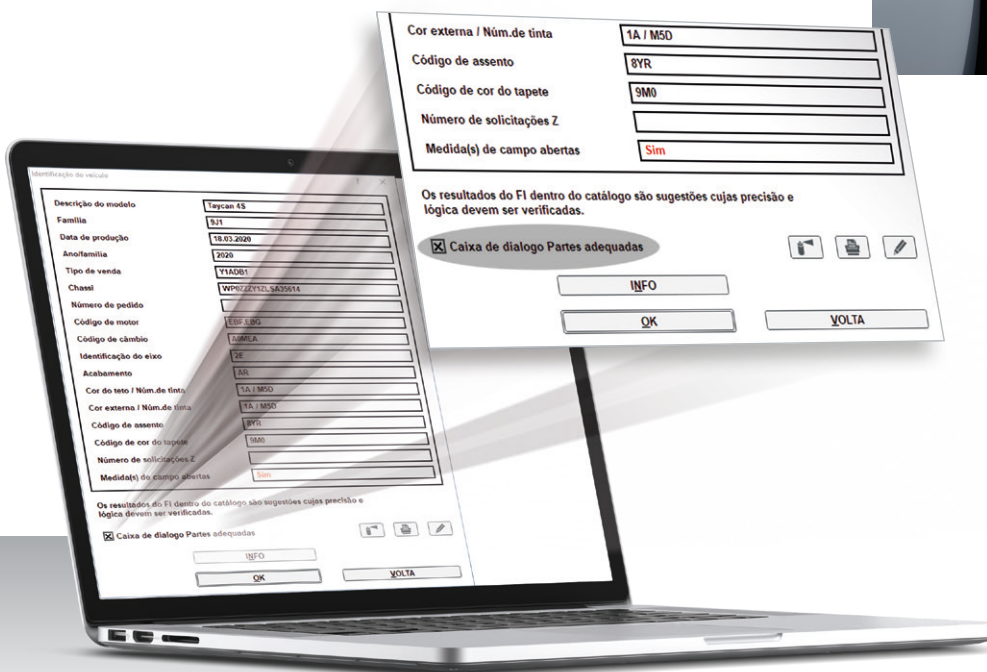 Cor externa / Núm.de tinta 1A / M5D
Código de assento 8YR
Código de cor do tapete 9M0
Número de solicitações Z
Medida(s) de campo abertas Sim
Os resultados do FI dentro do catálogo são sugestões cujas precisão e
lógica devem ser verificadas.
Caixa de dialogo Partes adequadas
INFO
OK VOLTA
Identificação do veículo
Descrição do modelo Taycan 4S
Família 9J1
Data de produção 18.03.2020
Ano/família 2020
Tipo de venda Y1ADB1
Chassi
Número de pedido
Código de motor EBF,EBG
Código de câmbio
Identificação do eixo 2E
Acabamento AR
Cor do teto / Núm.de tinta 1A / M5D
Cor externa / Núm.de tinta 1A / M5D
Código de assento 8YR
Código de cor do tapete 9M0
Número de solicitações Z
Medida(s) do campo abertas Sim
Os resultados do FI dentro do catálogo são sugestões cujas precisão e
lógica devem ser verificadas.
Caixa de dialogo Partes adequadas
INFO
OK VOLTA